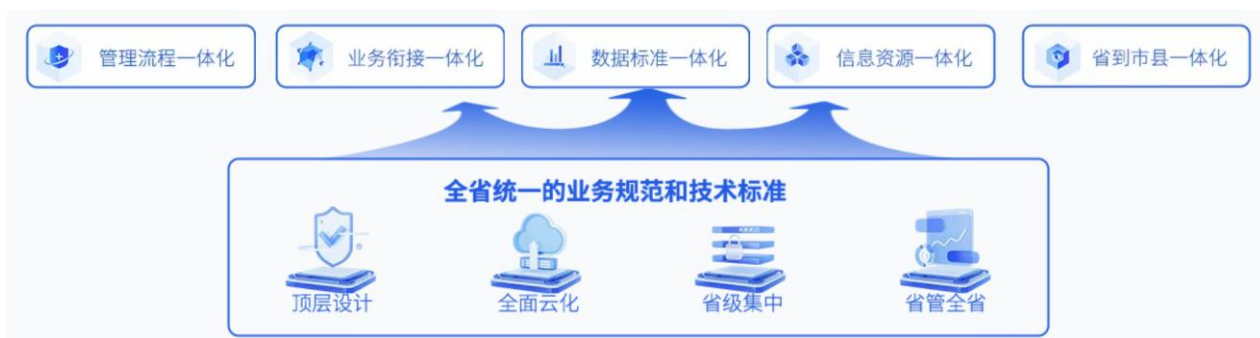 管理流程一体化
业务衔接一体化
数据标准一体化
信息资源一体化
省到市县一体化
全省统一的业务规范和技术标准
顶层设计
全面云化
省级集中
省管全省